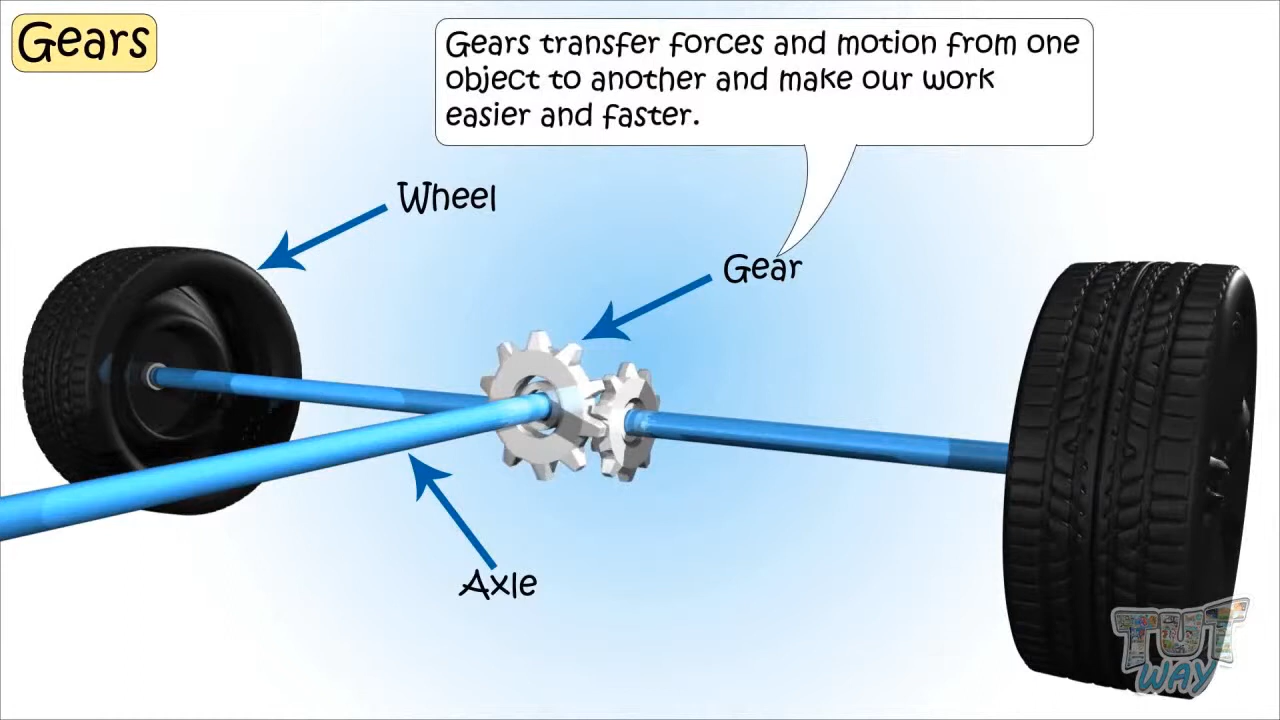 Gears
Gears transfer forces and motion from one
object to another and make our work
easier and faster.
Wheel
Gear
Axle
TUT
WAY